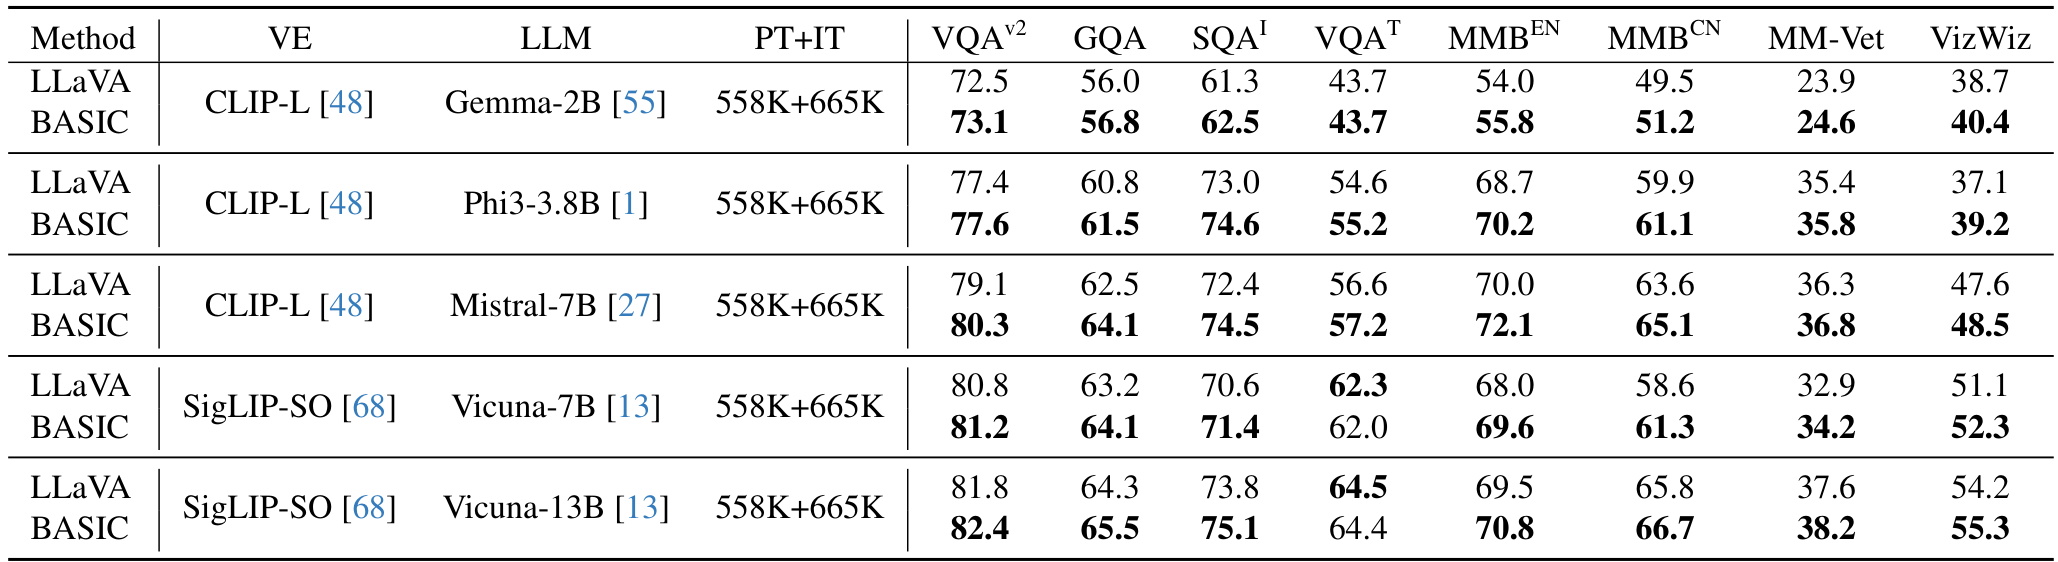 Method VE LLM PT+IT VQAv2 GQA SQAI VQAT MMBEN MMBCN MM-Vet VizWiz
LLaVA 72.5 56.0 61.3 43.7 54.0 49.5 23.9 38.7
CLIP-L [48] Gemma-2B [55] 558K+665K
BASIC 73.1 56.8 62.5 43.7 55.8 51.2 24.6 40.4
LLaVA 77.4 60.8 73.0 54.6 68.7 59.9 35.4 37.1
CLIP-L [48] Phi3-3.8B [1] 558K+665K
BASIC 77.6 61.5 74.6 55.2 70.2 61.1 35.8 39.2
LLaVA 79.1 62.5 72.4 56.6 70.0 63.6 36.3 47.6
CLIP-L [48] Mistral-7B [27] 558K+665K
BASIC 80.3 64.1 74.5 57.2 72.1 65.1 36.8 48.5
LLaVA 80.8 63.2 70.6 62.3 68.0 58.6 32.9 51.1
SigLIP-SO [68] Vicuna-7B [13] 558K+665K
BASIC 81.2 64.1 71.4 62.0 69.6 61.3 34.2 52.3
LLaVA 81.8 64.3 73.8 64.5 69.5 65.8 37.6 54.2
SigLIP-SO [68] Vicuna-13B [13] 558K+665K
BASIC 82.4 65.5 75.1 64.4 70.8 66.7 38.2 55.3